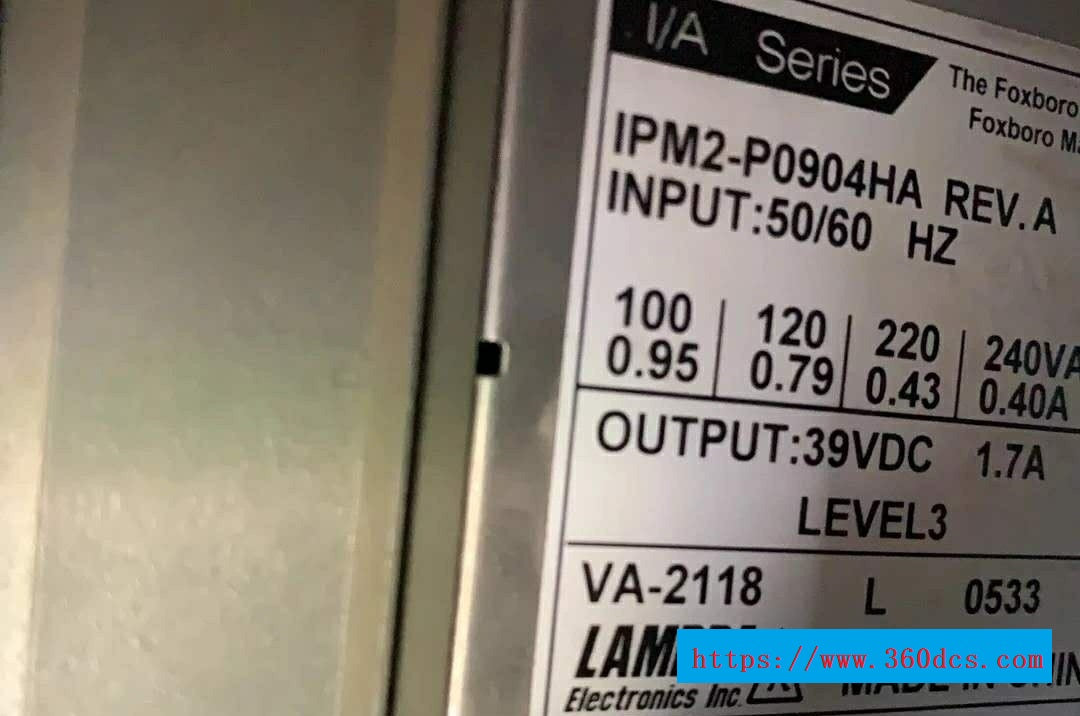 I/A Series
The Foxboro
Foxboro
IPM2-P0904HA REV.A
INPUT:50/60 HZ
100 | 120 | 220 | 240VA
0.95 | 0.79 | 0.43 | 0.40A
OUTPUT:39VDC 1.7A
LEVEL3
VA-2118 L 0533
https://www.360dcs.com
Electronics Inc.